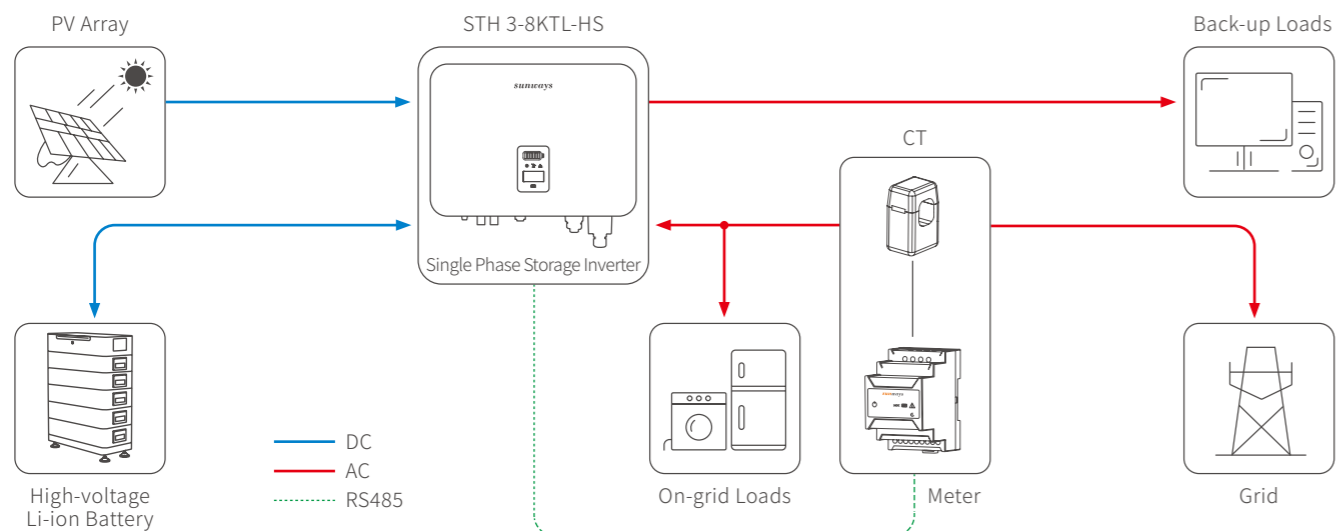 PV Array
STH 3-8KTL-HS
Back-up Loads
sunways
CT
Single Phase Storage Inverter
sunways
DC
AC
RS485
High-voltage
Li-ion Battery
On-grid Loads
Meter
Grid